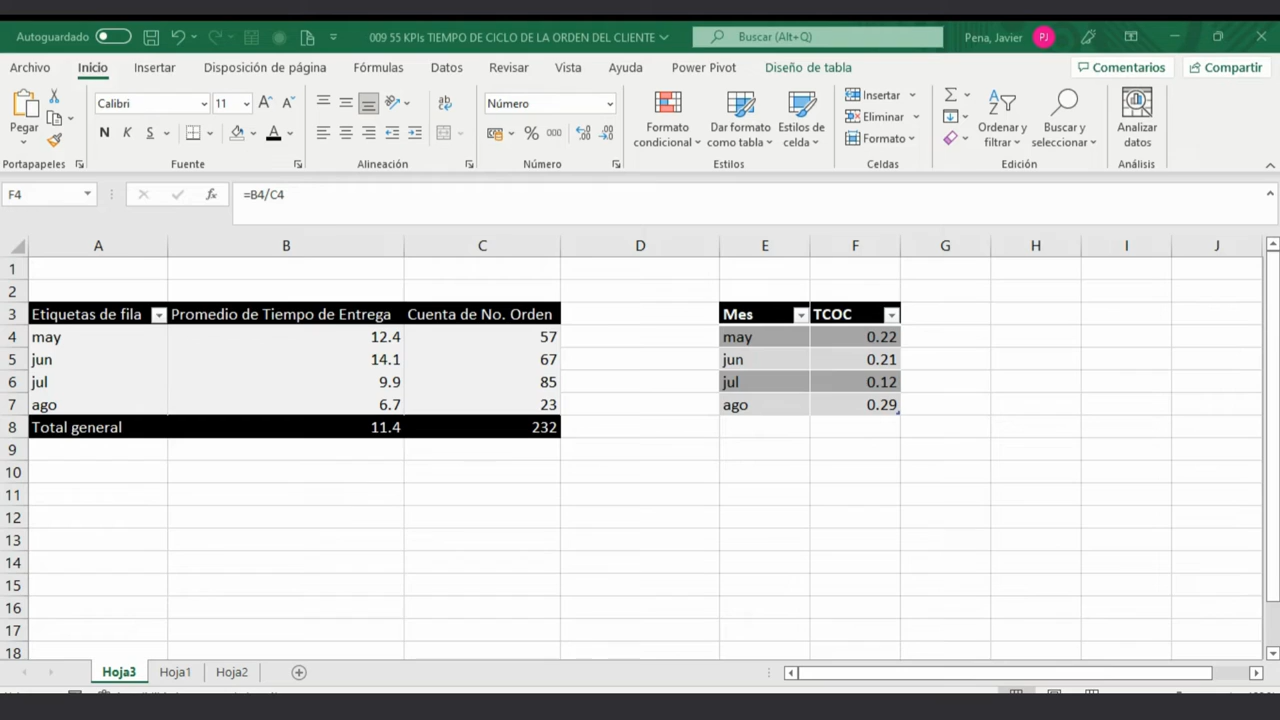 Autoguardado
009 55 KPIs TIEMPO DE CICLO DE LA ORDEN DEL CLIENTE
Buscar (Alt+Q)
Pena, Javier
PJ
Archivo
Inicio
Insertar
Disposición de página
Fórmulas
Datos
Revisar
Vista
Ayuda
Power Pivot
Diseño de tabla
Comentarios
Compartir
Pegar
Portapapeles
Calibri
11
N K S
Fuente
ab
Alineación
Número
% 000
Número
Formato condicional
Dar formato como tabla
Estilos de celda
Estilos
Insertar
Eliminar
Formato
Celdas
Ordenar y filtrar
Buscar y seleccionar
Edición
Analizar datos
Análisis
F4
fx
=B4/C4
A B C D E F G H I J
1
2
3 Etiquetas de fila Promedio de Tiempo de Entrega Cuenta de No. Orden Mes TCOC
4 may 12.4 57 may 0.22
5 jun 14.1 67 jun 0.21
6 jul 9.9 85 jul 0.12
7 ago 6.7 23 ago 0.29
8 Total general 11.4 232
9
10
11
12
13
14
15
16
17
18
Hoja3 Hoja1 Hoja2